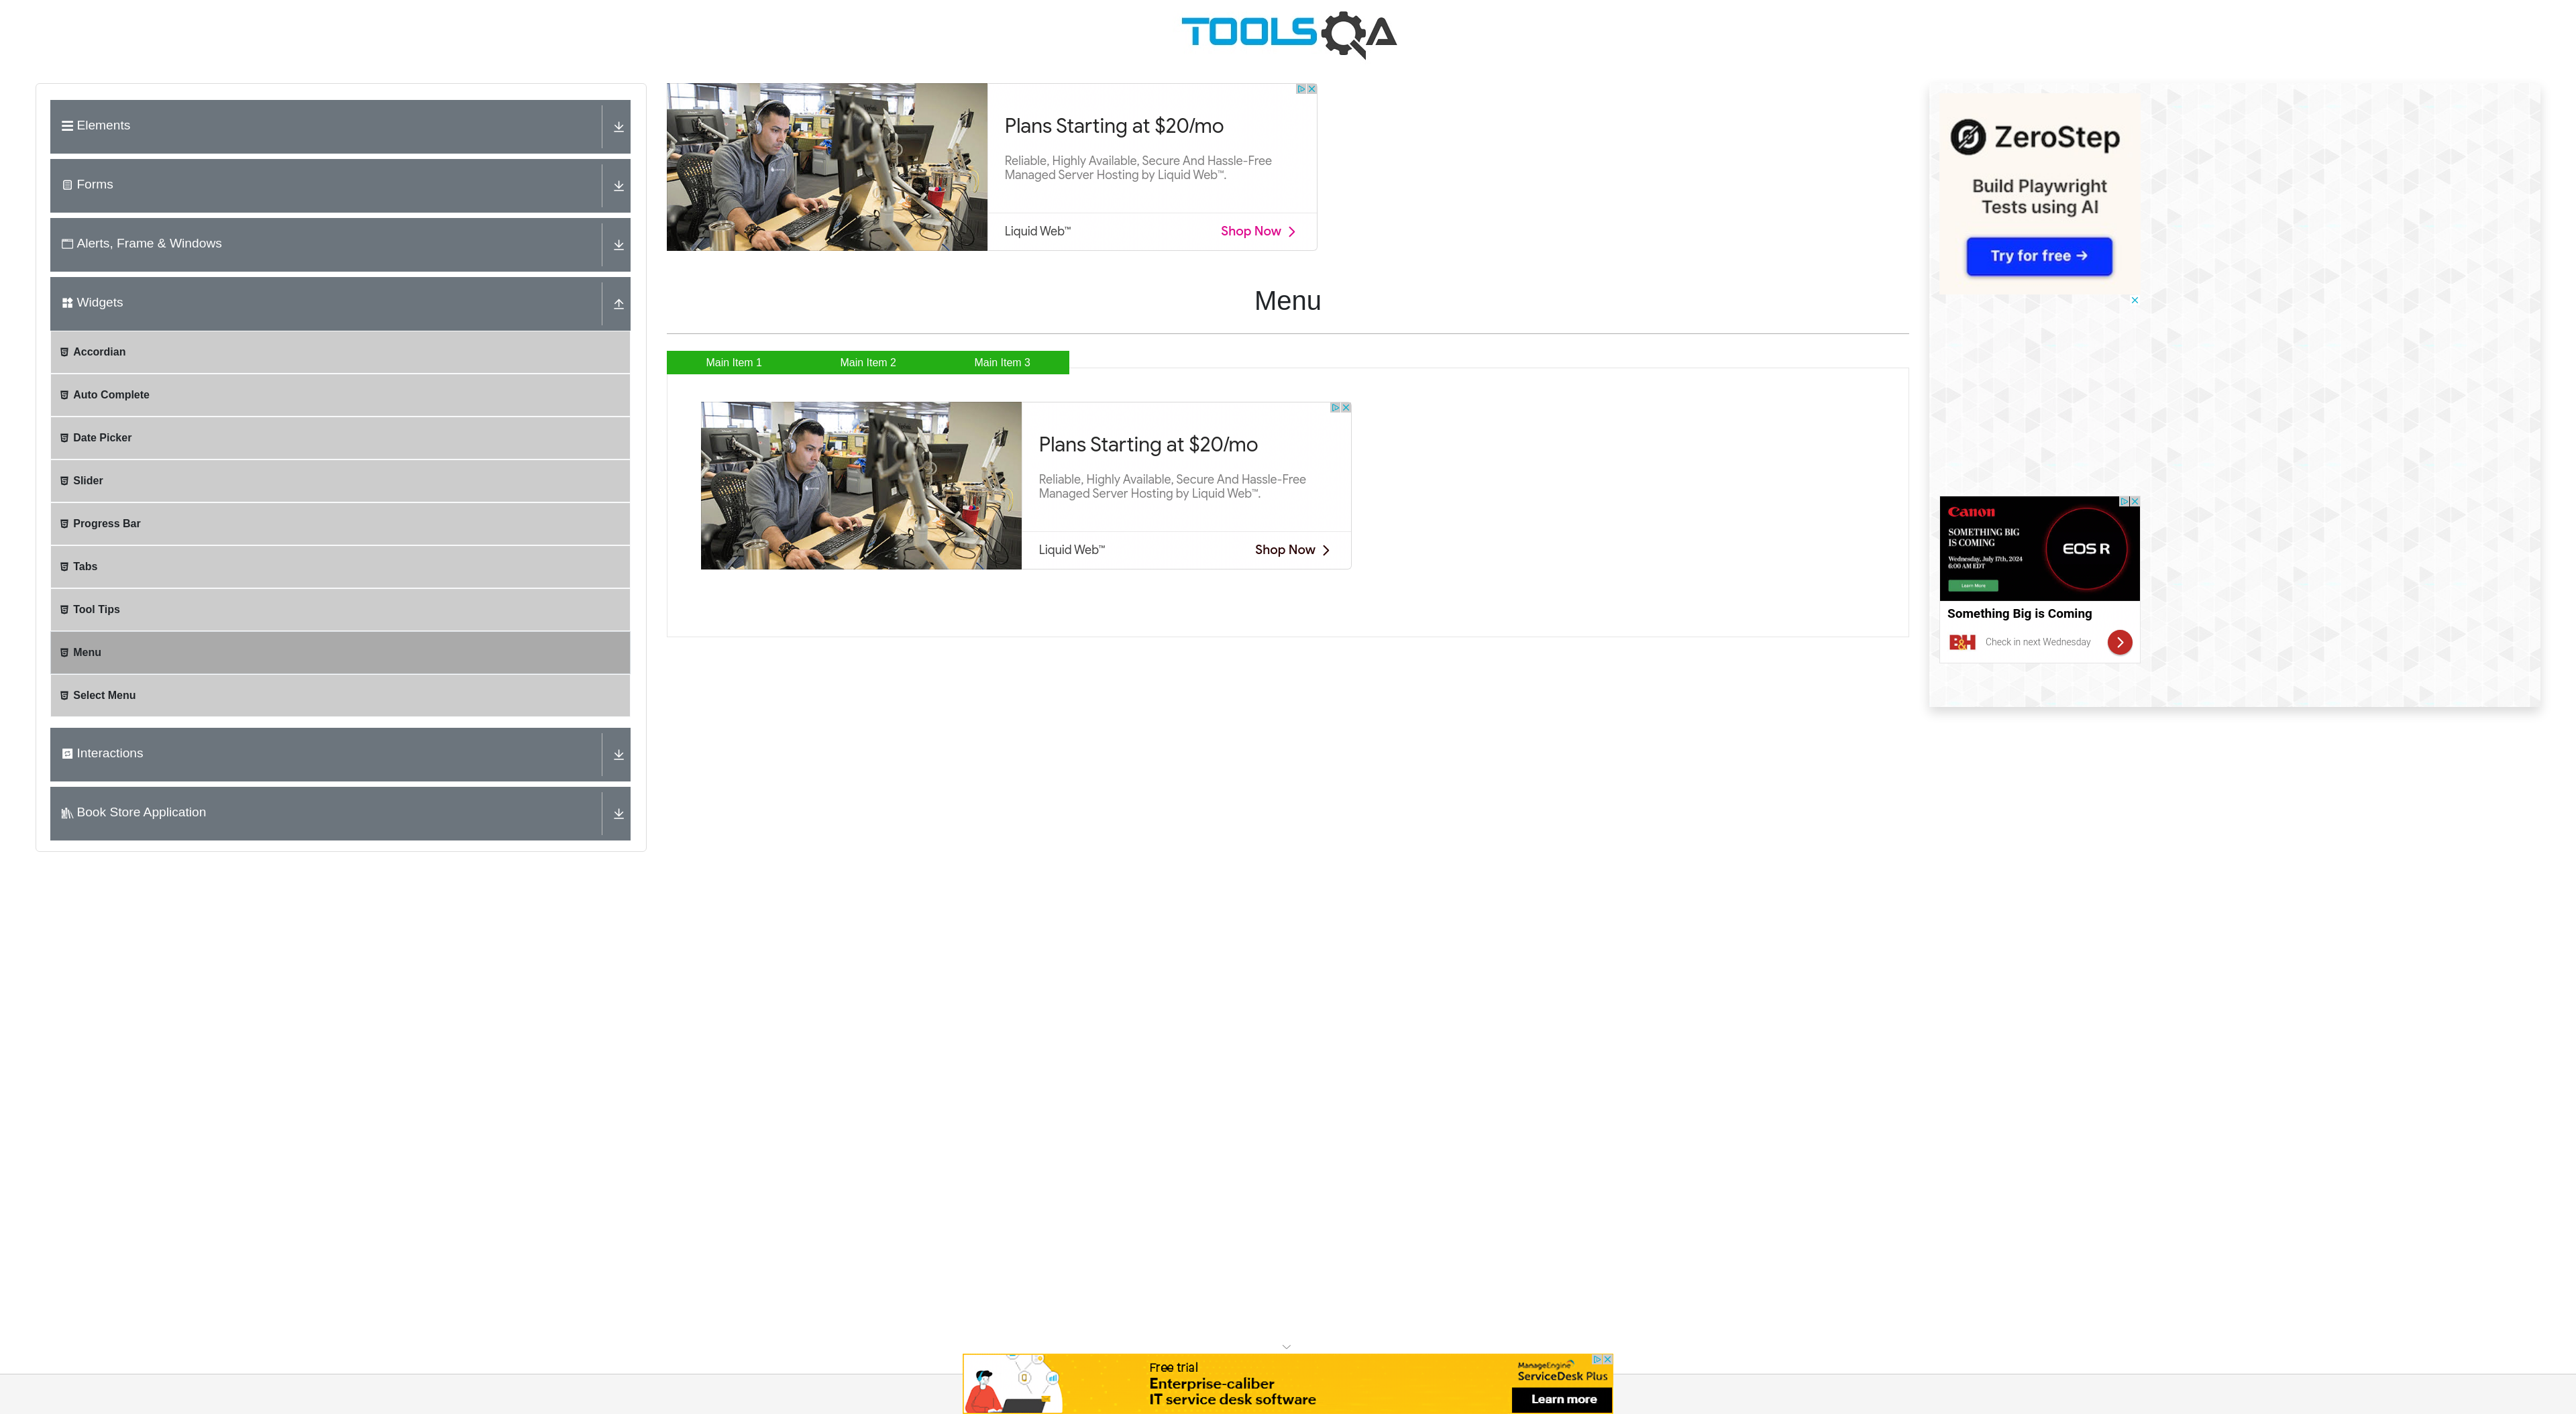 TOOLSQA
Elements
Forms
Alerts, Frame & Windows
Widgets
Accordian
Auto Complete
Date Picker
Slider
Progress Bar
Tabs
Tool Tips
Menu
Select Menu
Interactions
Book Store Application
Plans Starting at $20/mo
Reliable, Highly Available, Secure And Hassle-Free
Managed Server Hosting by Liquid Web™.
Liquid Web™ Shop Now
Menu
Main Item 1 Main Item 2 Main Item 3
Plans Starting at $20/mo
Reliable, Highly Available, Secure And Hassle-Free
Managed Server Hosting by Liquid Web™.
Liquid Web™ Shop Now
ZeroStep
Build Playwright
Tests using AI
Try for free →
Canon
SOMETHING BIG
IS COMING
Wednesday, July 17th, 2024
6:00 AM EDT
Learn More
EOS R
Something Big is Coming
B&H Check in next Wednesday
Free trial
Enterprise-caliber
IT service desk software
ManageEngine
ServiceDesk Plus
Learn more